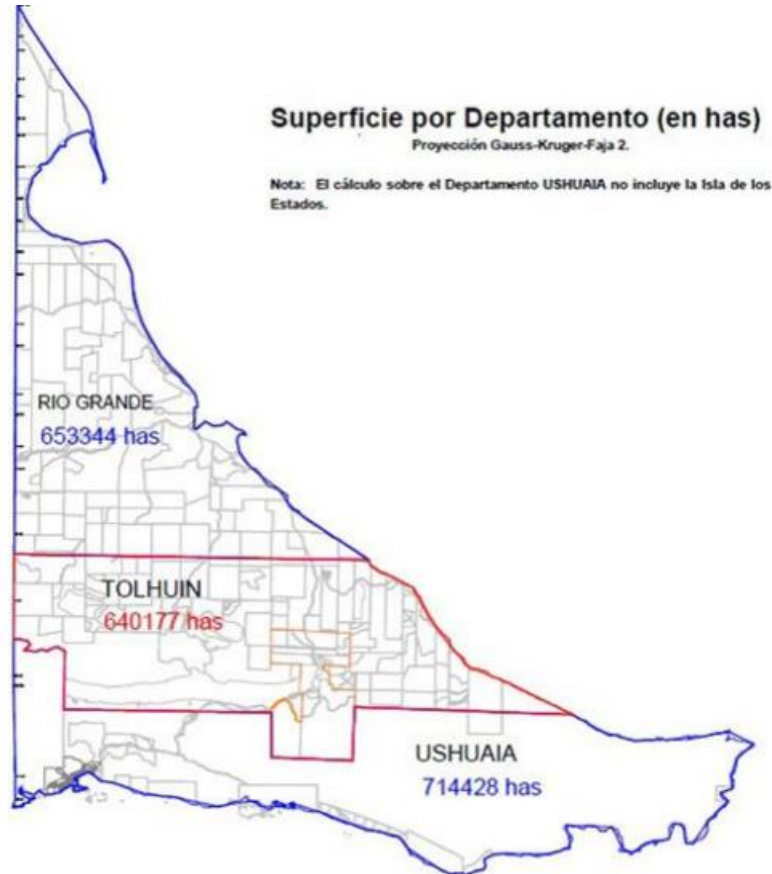 Superficie por Departamento (en has)
Proyección Gauss-Kruger-Faja 2.
Nota: El cálculo sobre el Departamento USHUAIA no incluye la Isla de los
Estados.
RIO GRANDE
653344 has
TOLHUIN
640177 has
USHUAIA
714428 has